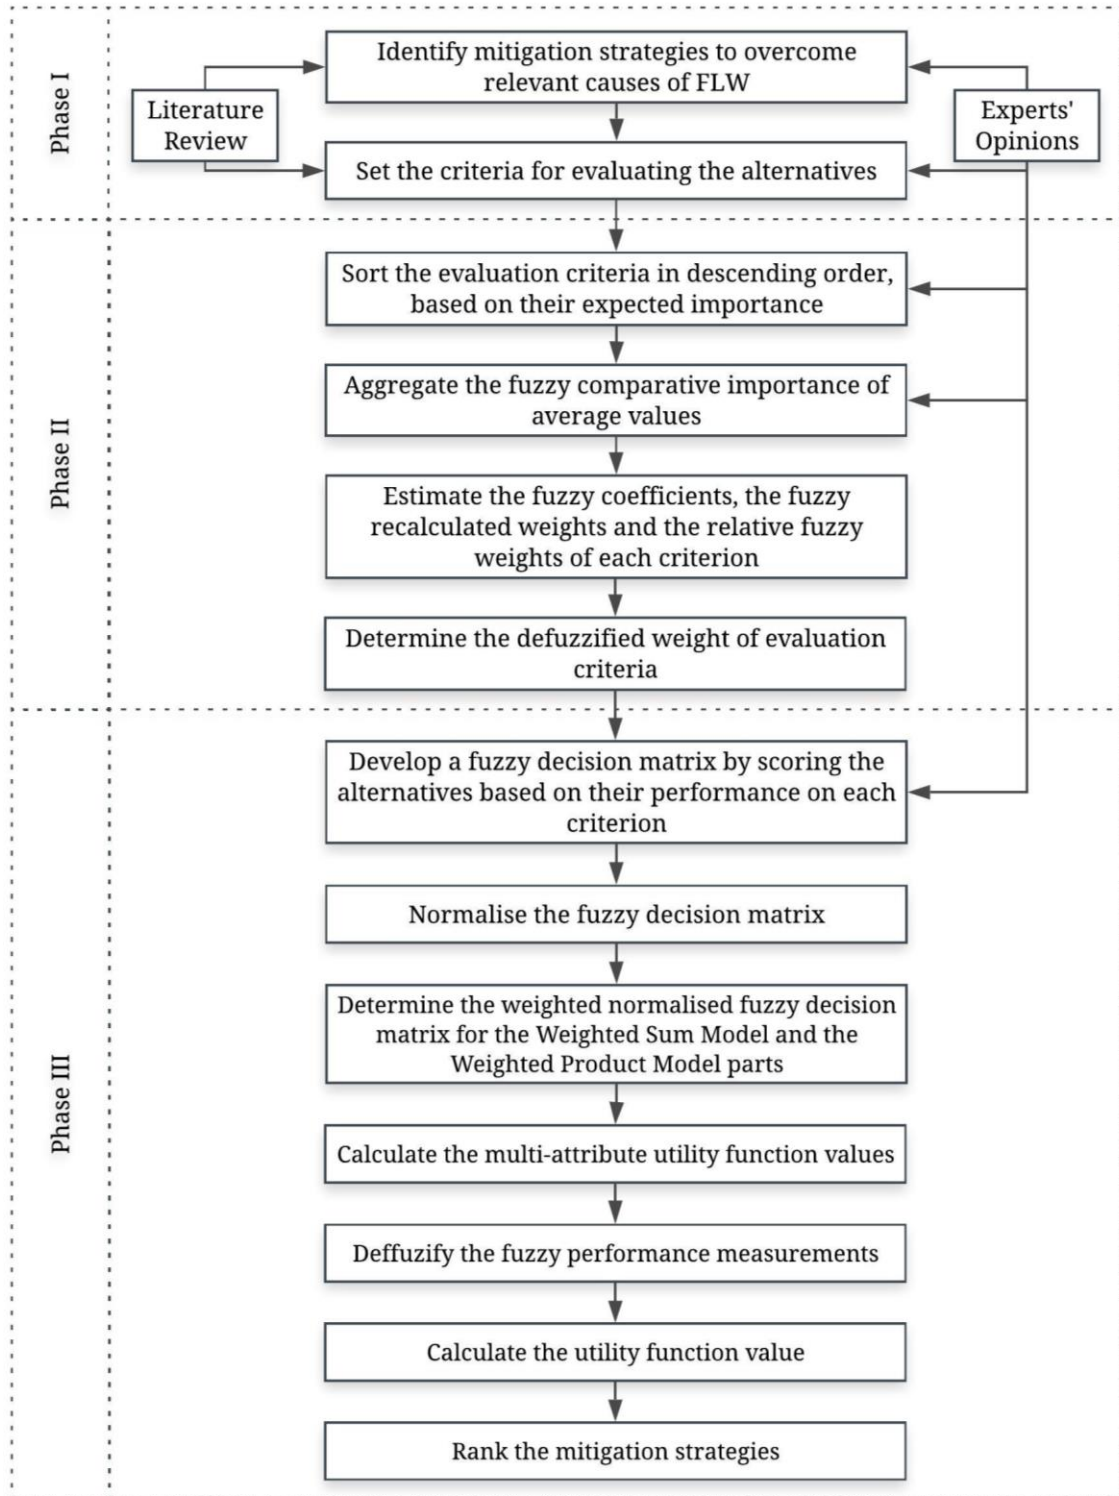 Phase I
Identify mitigation strategies to overcome
relevant causes of FLW
Literature
Review
Experts'
Opinions
Set the criteria for evaluating the alternatives
Phase II
Sort the evaluation criteria in descending order,
based on their expected importance
Aggregate the fuzzy comparative importance of
average values
Estimate the fuzzy coefficients, the fuzzy
recalculated weights and the relative fuzzy
weights of each criterion
Determine the defuzzified weight of evaluation
criteria
Phase III
Develop a fuzzy decision matrix by scoring the
alternatives based on their performance on each
criterion
Normalise the fuzzy decision matrix
Determine the weighted normalised fuzzy decision
matrix for the Weighted Sum Model and the
Weighted Product Model parts
Calculate the multi-attribute utility function values
Deffuzify the fuzzy performance measurements
Calculate the utility function value
Rank the mitigation strategies